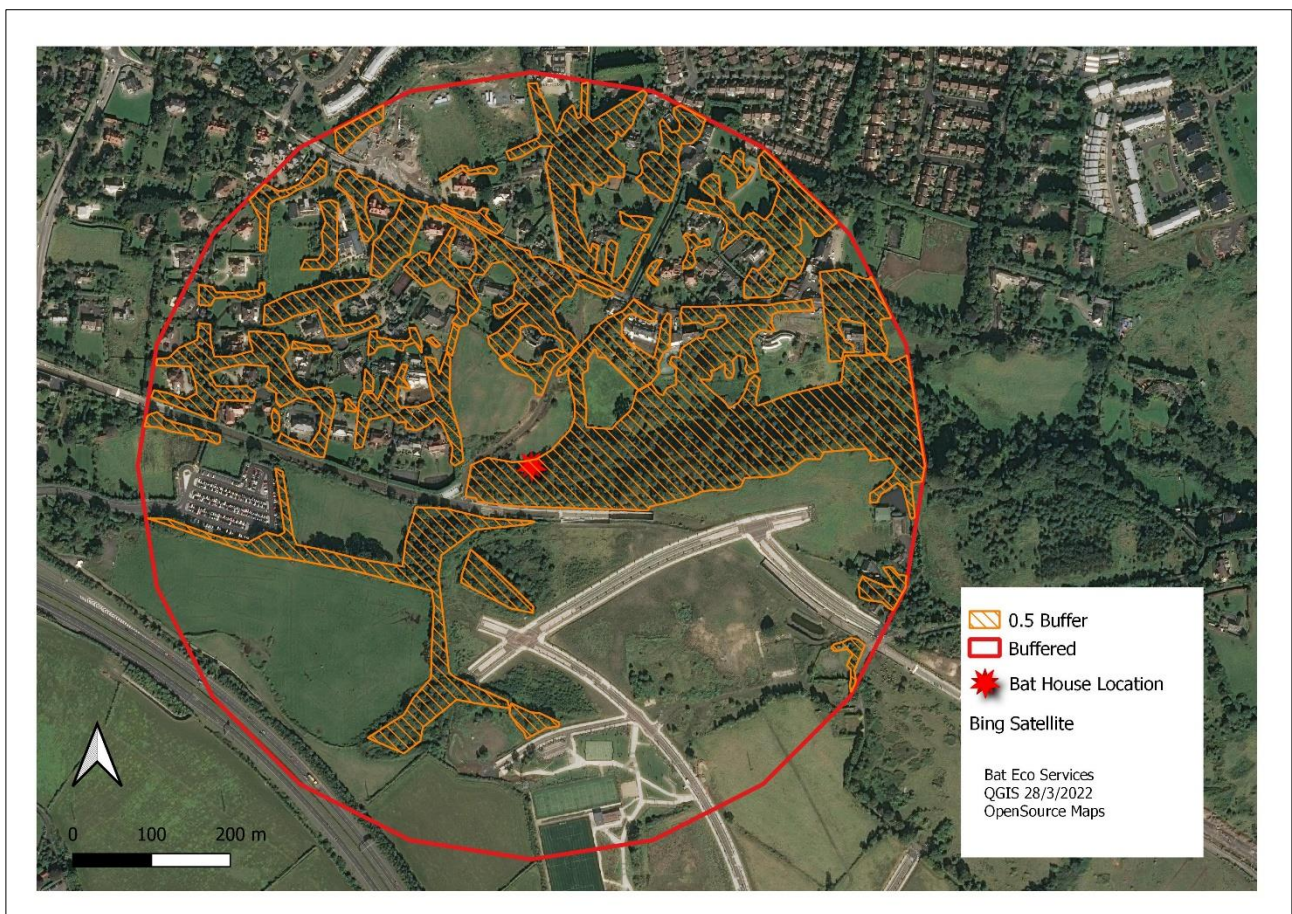 0.5 Buffer
Buffered
Bat House Location
Bing Satellite
Bat Eco Services
QGIS 28/3/2022
OpenSource Maps
0 100 200 m